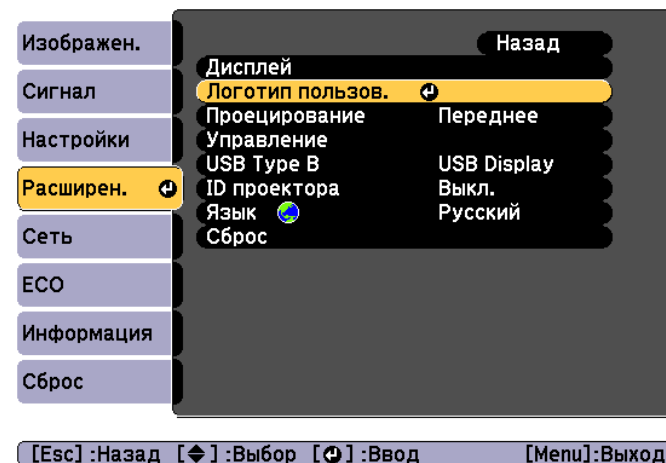 Изображен.
Сигнал
Настройки
Расширен.
Сеть
ECO
Информация
Сброс
Назад
Дисплей
Логотип пользов.
Проецирование Переднее
Управление
USB Type B USB Display
ID проектора Выкл.
Язык Русский
Сброс
[Esc] :Назад [ ] :Выбор [ ] :Ввод [Menu]:Выход